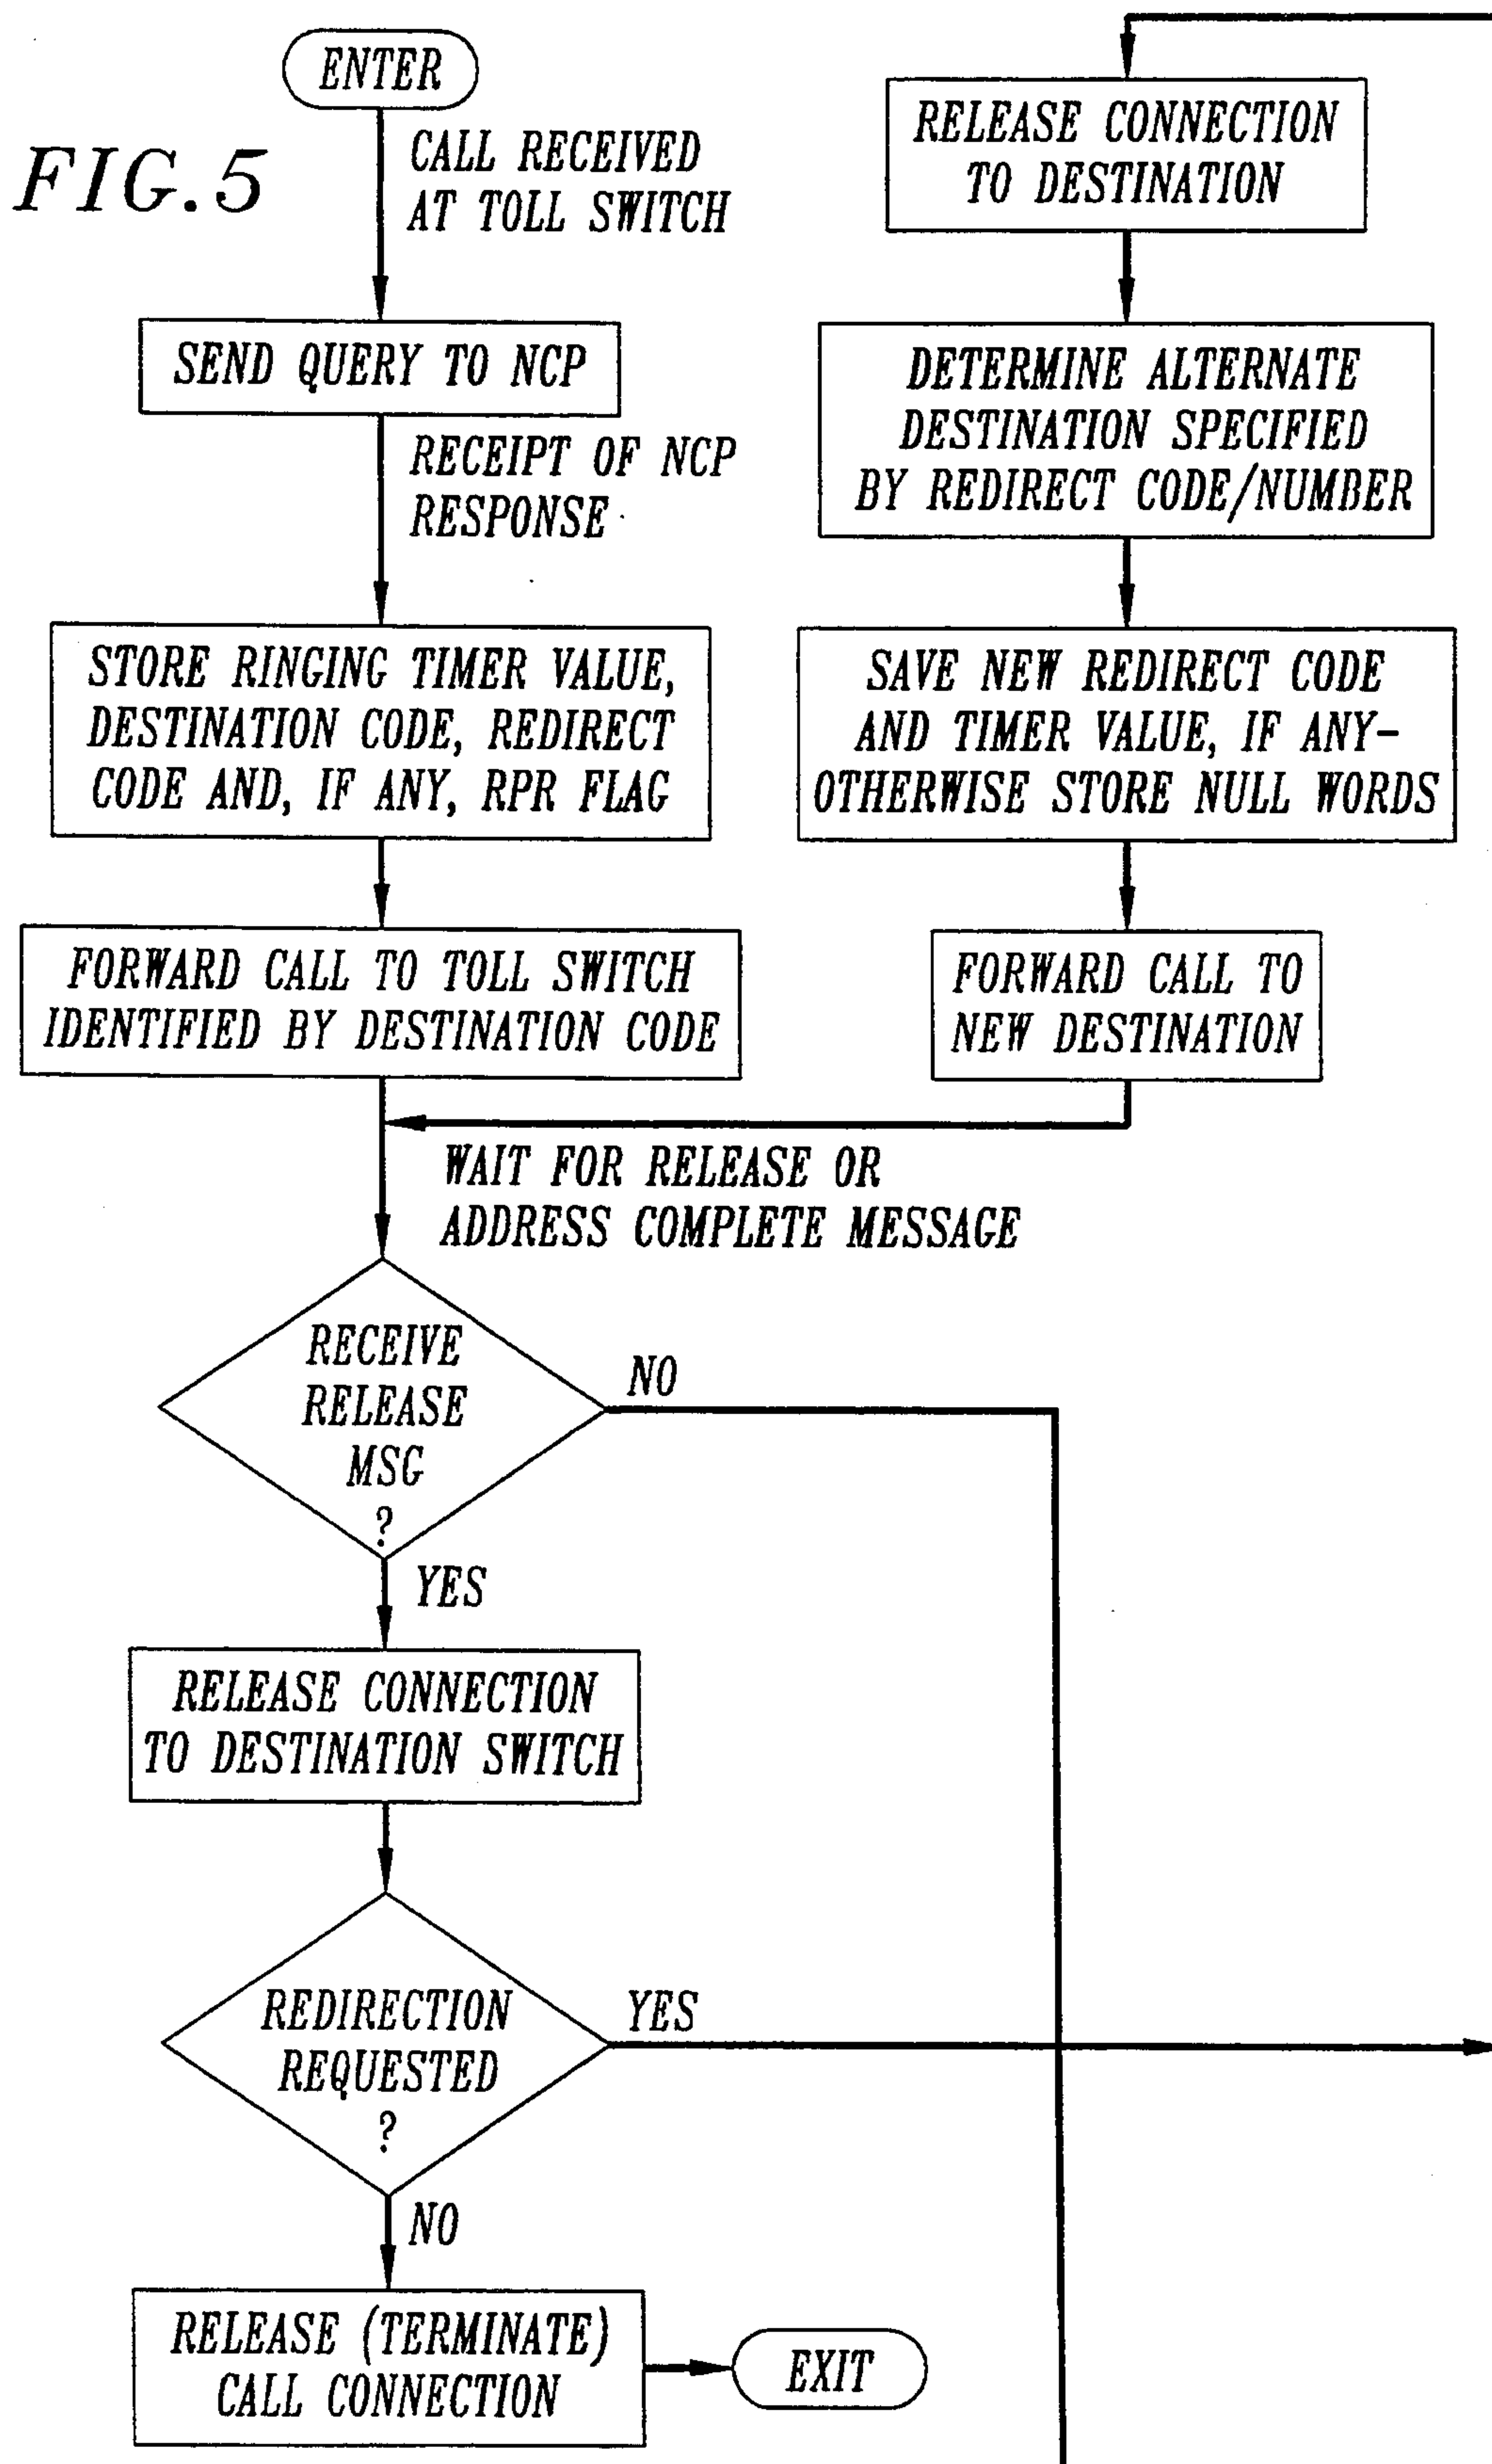 FIG. 5
ENTER
CALL RECEIVED
AT TOLL SWITCH
SEND QUERY TO NCP
RECEIPT OF NCP
RESPONSE
STORE RINGING TIMER VALUE,
DESTINATION CODE, REDIRECT
CODE AND, IF ANY, RPR FLAG
FORWARD CALL TO TOLL SWITCH
IDENTIFIED BY DESTINATION CODE
RELEASE CONNECTION
TO DESTINATION
DETERMINE ALTERNATE
DESTINATION SPECIFIED
BY REDIRECT CODE/NUMBER
SAVE NEW REDIRECT CODE
AND TIMER VALUE, IF ANY-
OTHERWISE STORE NULL WORDS
FORWARD CALL TO
NEW DESTINATION
WAIT FOR RELEASE OR
ADDRESS COMPLETE MESSAGE
RECEIVE
RELEASE
MSG
?
NO
YES
RELEASE CONNECTION
TO DESTINATION SWITCH
REDIRECTION
REQUESTED
?
YES
NO
RELEASE (TERMINATE)
CALL CONNECTION
EXIT